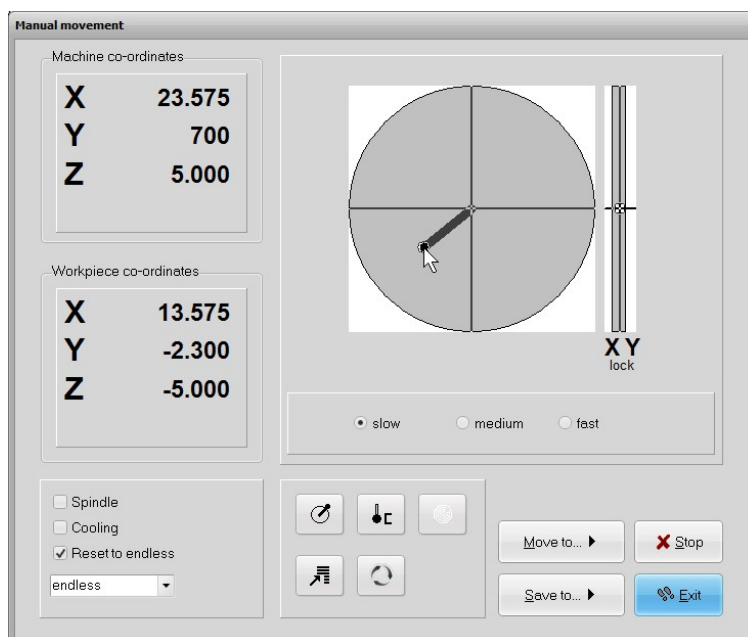 Manual movement
Machine co-ordinates
X 23.575
Y 700
Z 5.000
Workpiece co-ordinates
X 13.575
Y -2.300
Z -5.000
X Y
lock
slow medium fast
Spindle
Cooling
Reset to endless
endless
Move to...
Stop
Save to...
Exit